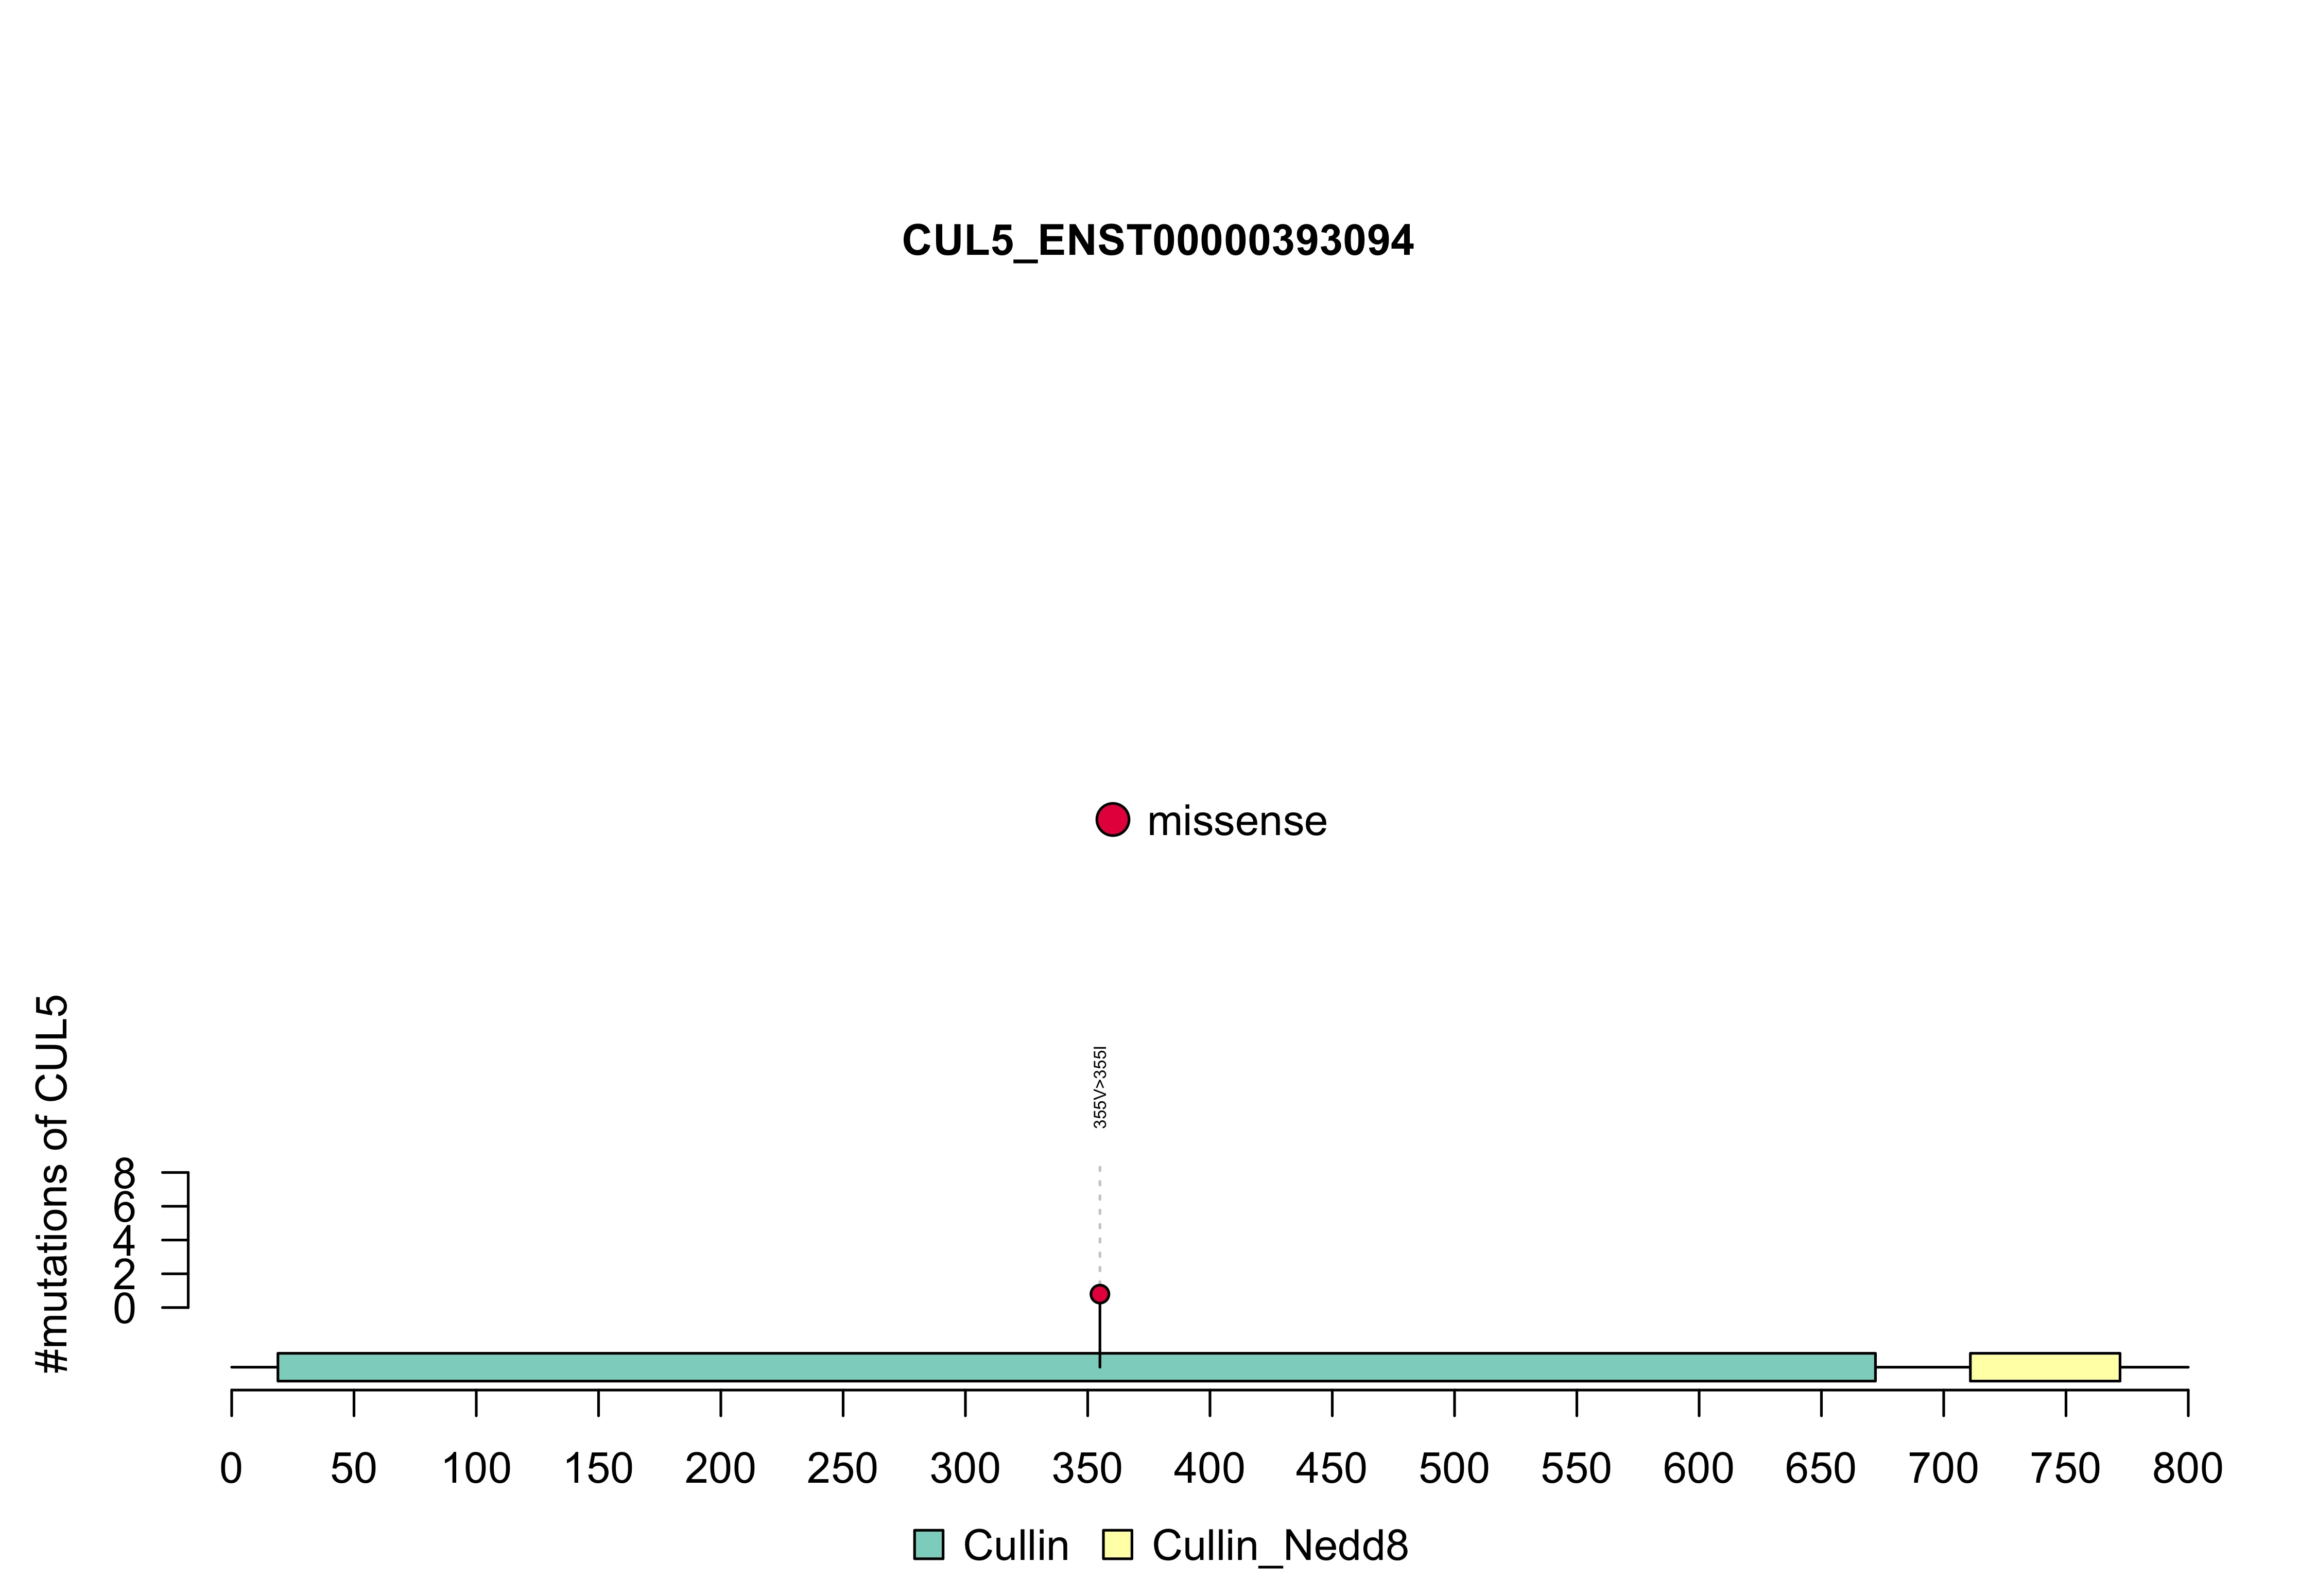 CUL5_ENST00000393094
missense
#mutations of CUL5
355V>355I
8
6
4
2
0
0 50 100 150 200 250 300 350 400 450 500 550 600 650 700 750 800
Cullin Cullin_Nedd8